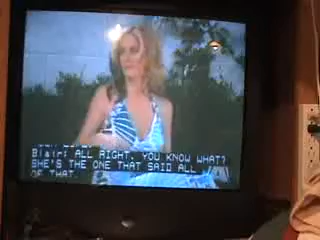 Blair: ALL RIGHT, YOU KNOW WHAT?
SHE'S THE ONE THAT SAID ALL
OF THAT.